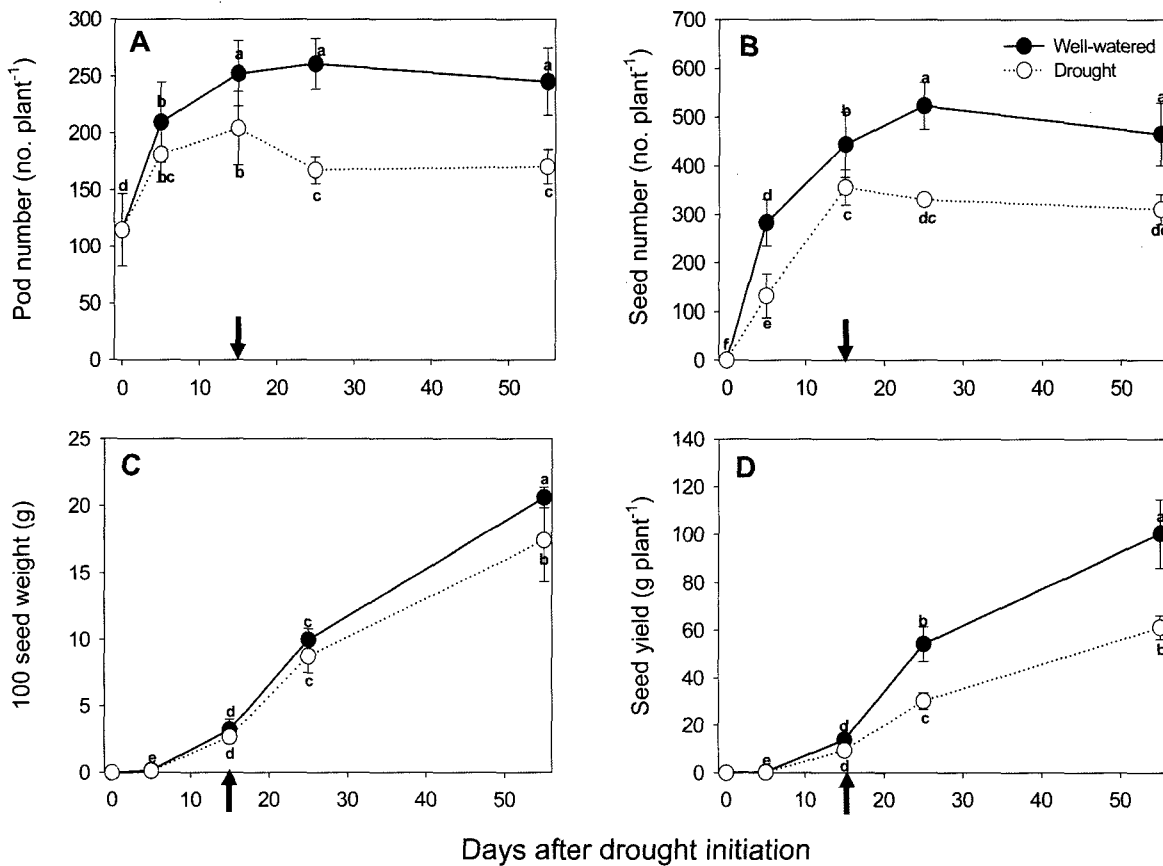 A
Pod number (no. plant⁻¹)
300
250
200
150
100
50
0
d
b
bc
a
b
a
c
a
c
0 10 20 30 40 50
B
Well-watered
Drought
Seed number (no. plant⁻¹)
700
600
500
400
300
200
100
0
f
d
e
b
c
a
dc
a
0 10 20 30 40 50
C
100 seed weight (g)
25
20
15
10
5
0
e
d
d
c
c
a
b
0 10 20 30 40 50
D
Seed yield (g plant⁻¹)
140
120
100
80
60
40
20
0
e
d
d
b
c
a
b
0 10 20 30 40 50
Days after drought initiation